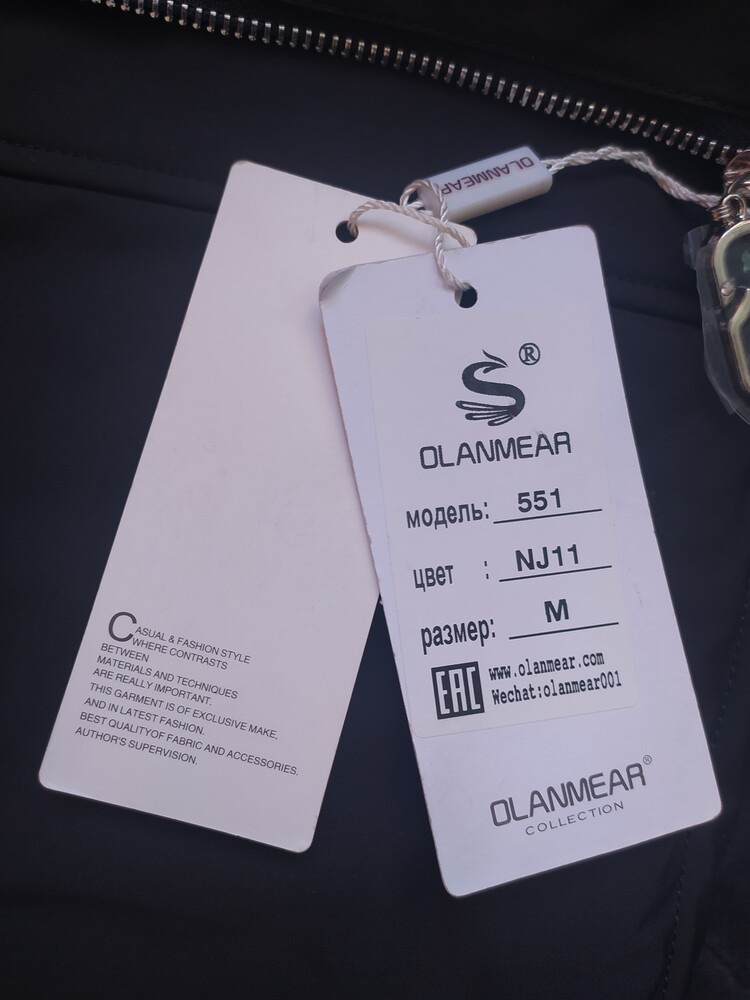 OLANMEAR
®
OLANMEAR
модель: 551
цвет : NJ11
размер: M
EAC
www.olanmear.com
Wechat:olanmear001
OLANMEAR®
COLLECTION
CASUAL & FASHION STYLE
WHERE CONTRASTS
BETWEEN
MATERIALS AND TECHNIQUES
ARE REALLY IMPORTANT.
THIS GARMENT IS OF EXCLUSIVE MAKE,
AND IN LATEST FASHION.
BEST QUALITYOF FABRIC AND ACCESSORIES,
AUTHOR'S SUPERVISION.